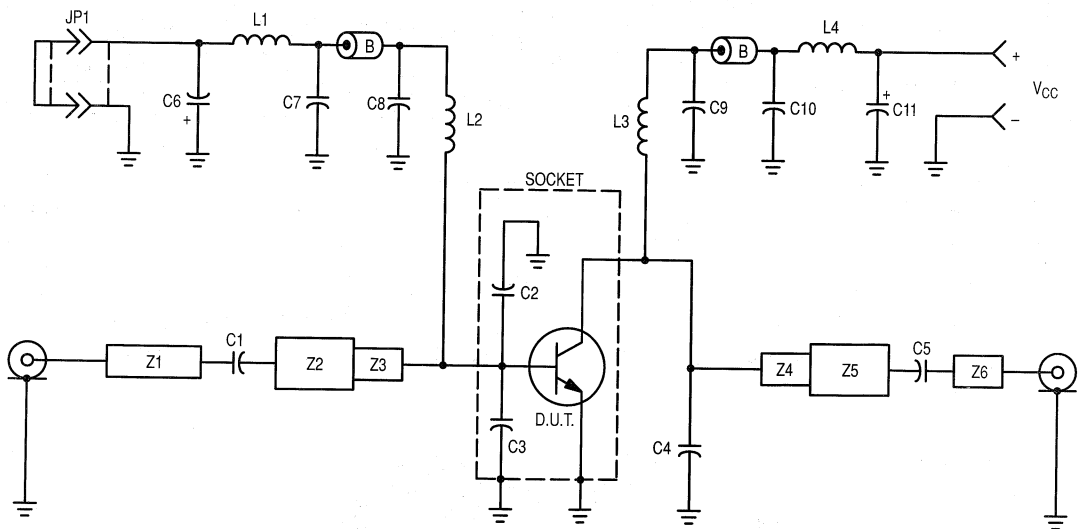 JP1
L1
B
C6
+
C7
C8
L2
L4
B
C9
C10
+
C11
L3
+
VCC
–
SOCKET
C2
C3
D.U.T.
Z1
C1
Z2
Z3
C4
Z4
Z5
C5
Z6